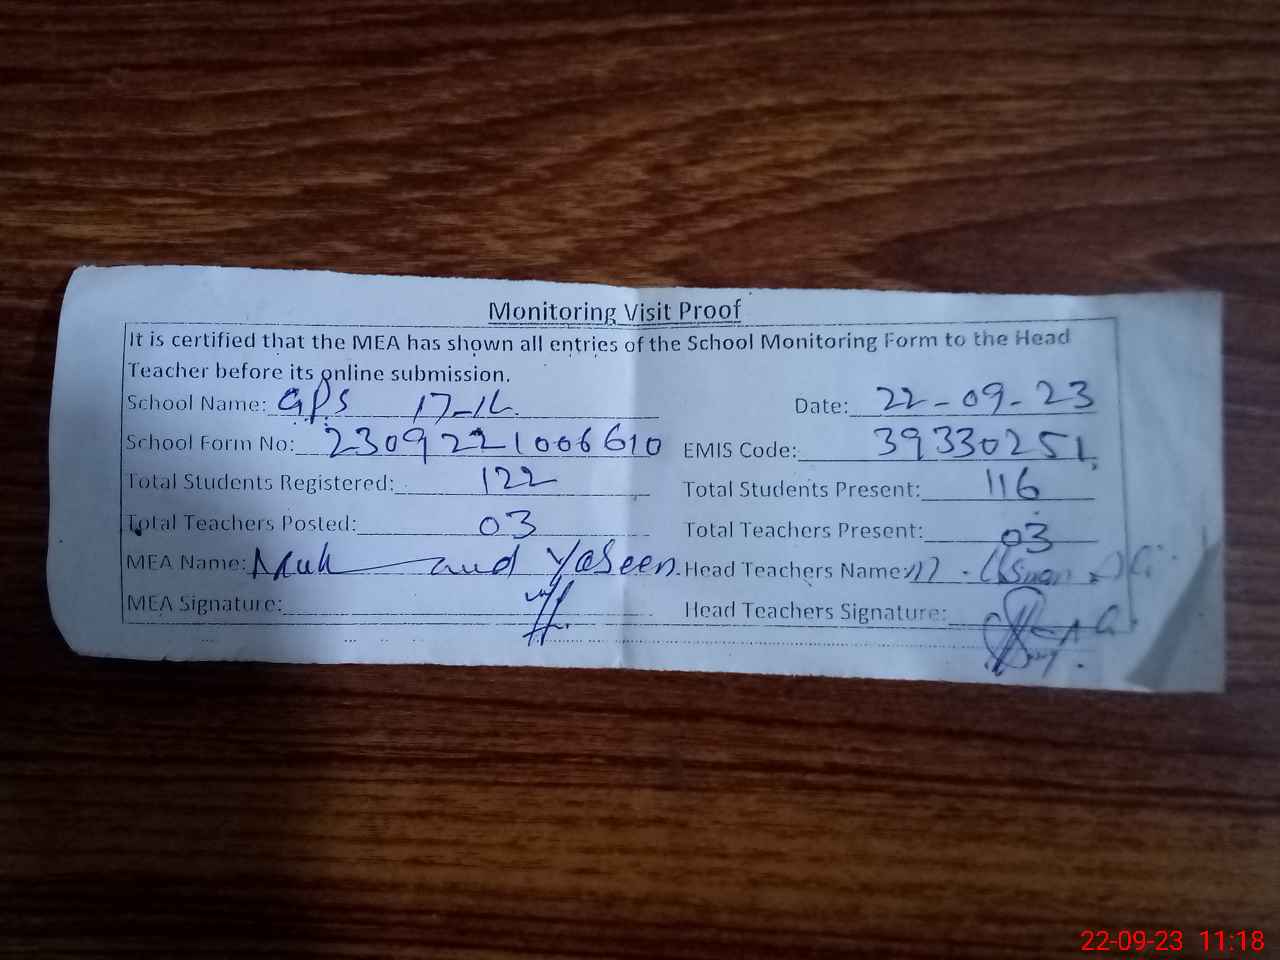 Monitoring Visit Proof
It is certified that the MEA has shown all entries of the School Monitoring Form to the Head
Teacher before its online submission.
School Name: GPS 17-1L Date: 22-09-23
School Form No: 2309221006610 EMIS Code: 39330251
Total Students Registered: 122 Total Students Present: 116
Total Teachers Posted: 03 Total Teachers Present: 03
MEA Name: Yaseen. Head Teachers Name: M. Usman
MEA Signature: Head Teachers Signature:
22-09-23 11:18